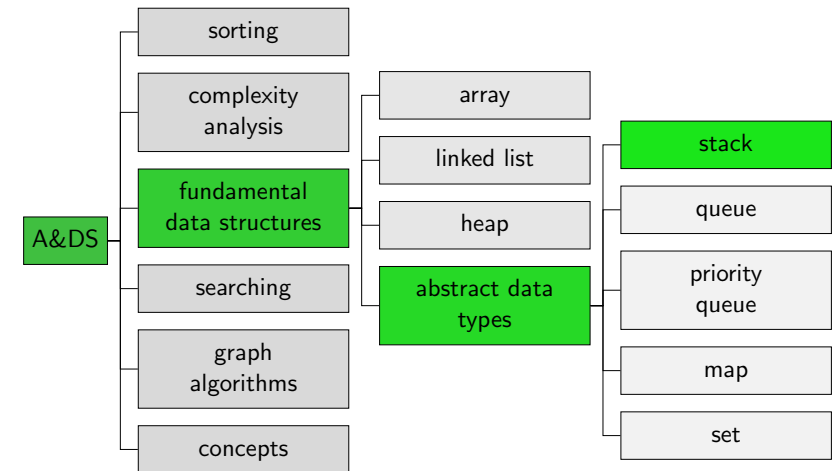 A&DS
sorting
complexity
analysis
fundamental
data structures
searching
graph
algorithms
concepts
array
linked list
heap
abstract data
types
stack
queue
priority
queue
map
set